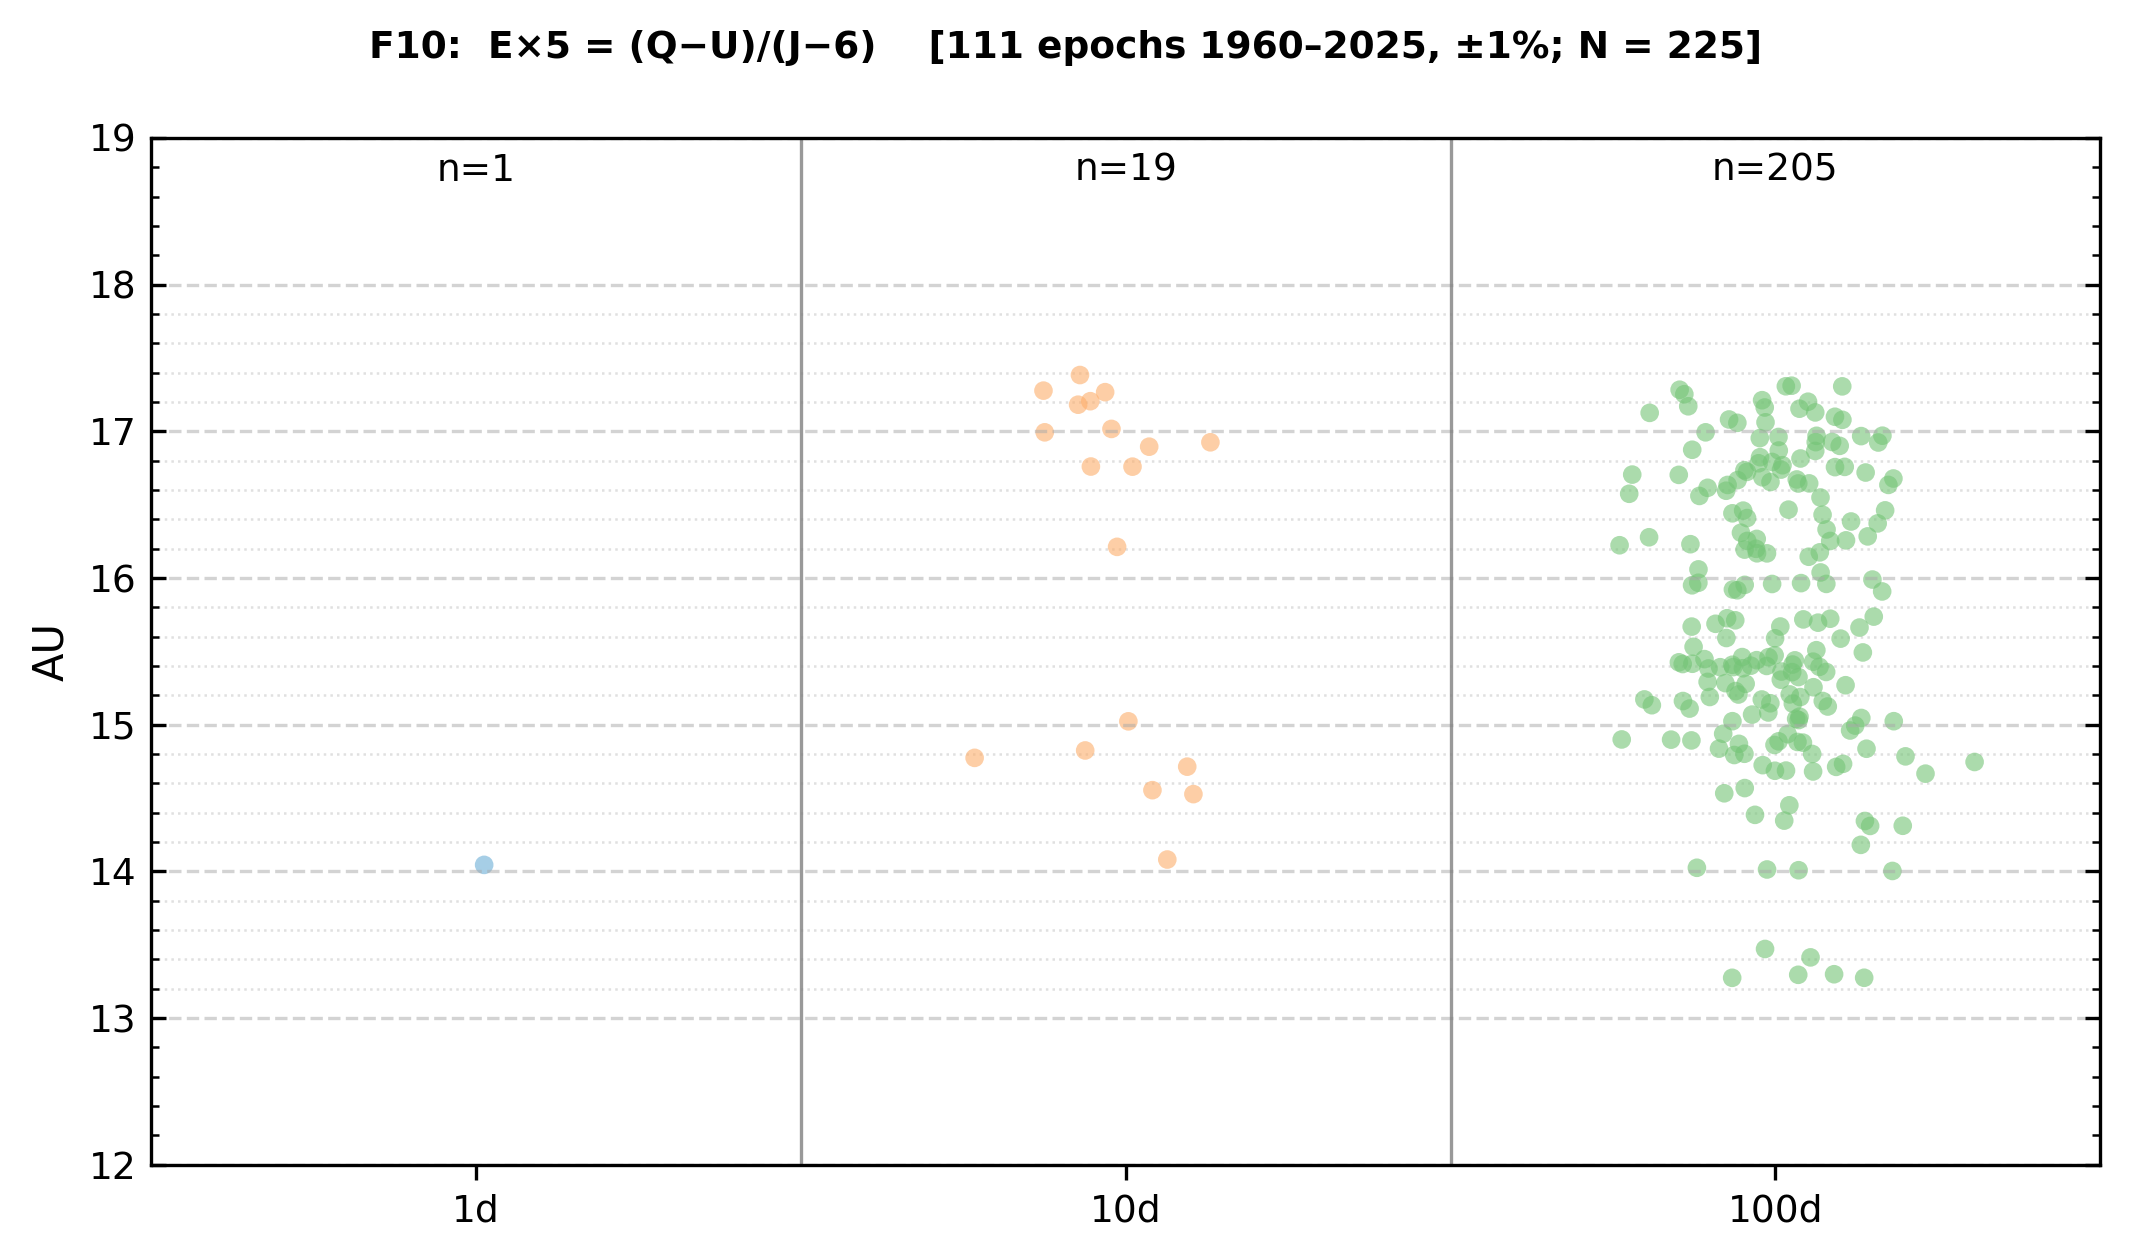 F10:  E×5 = (Q−U)/(J−6)    [111 epochs 1960–2025, ±1%; N = 225]
n=1
n=19
n=205
19
18
17
16
15
14
13
12
AU
1d
10d
100d